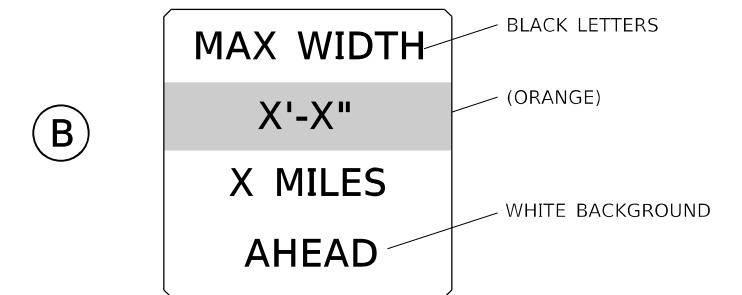 MAX WIDTH
BLACK LETTERS
X'-X"
(ORANGE)
B
X MILES
AHEAD
WHITE BACKGROUND